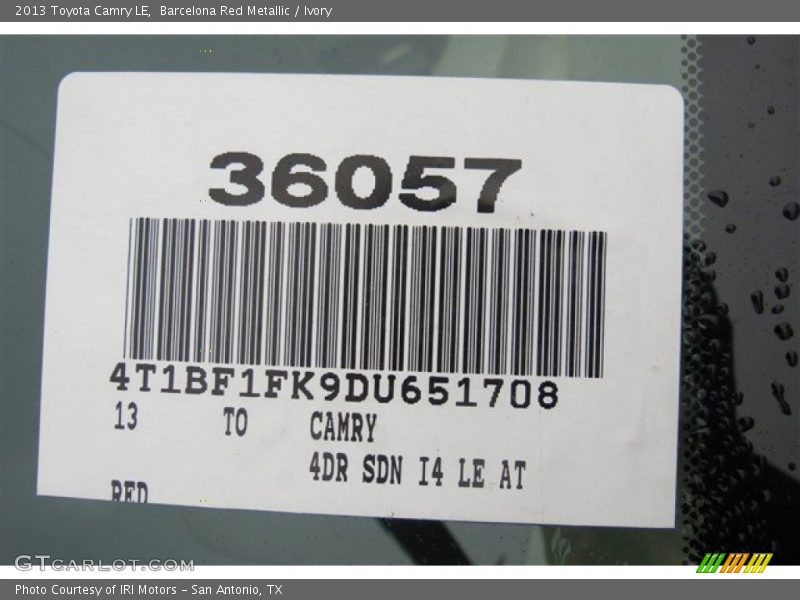 2013 Toyota Camry LE,  Barcelona Red Metallic / Ivory
36057
4T1BF1FK9DU651708
13 TO CAMRY
4DR SDN I4 LE AT
RED
GTCARLOT.COM
Photo Courtesy of IRI Motors – San Antonio, TX